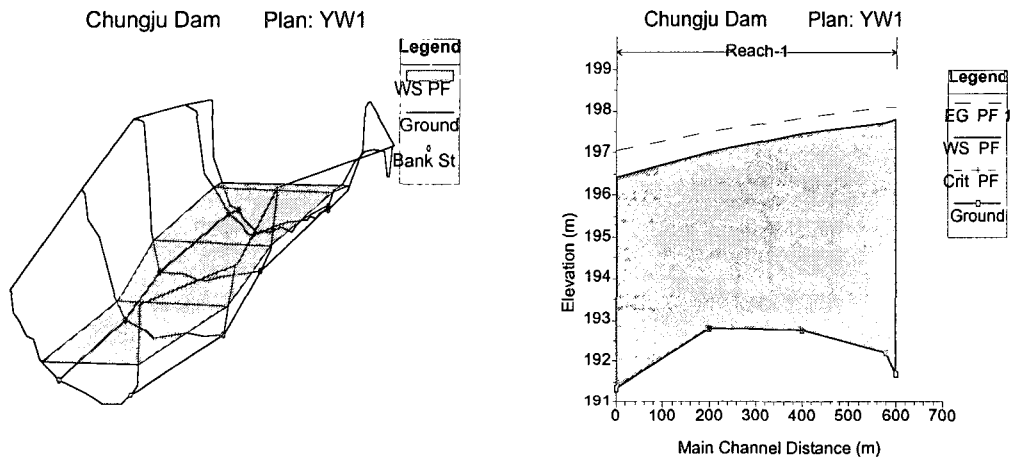 Chungju Dam Plan: YW1
Legend
WS PF
Ground
Bank St
Chungju Dam Plan: YW1
Reach-1
Legend
EG PF 1
WS PF
Crit PF
Ground
199
198
197
196
195
194
193
192
191
Elevation (m)
0 100 200 300 400 500 600 700
Main Channel Distance (m)